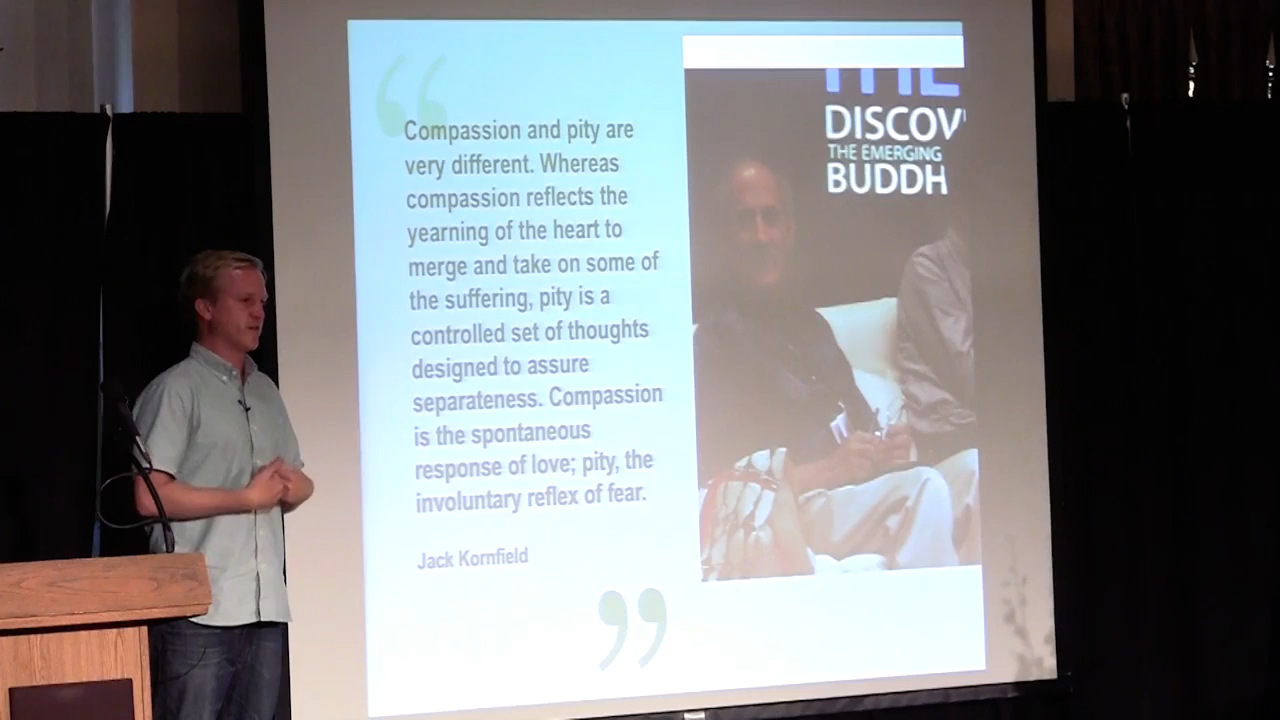 Compassion and pity are
very different. Whereas
compassion reflects the
yearning of the heart to
merge and take on some of
the suffering, pity is a
controlled set of thoughts
designed to assure
separateness. Compassion
is the spontaneous
response of love; pity, the
involuntary reflex of fear.
Jack Kornfield
THE
DISCOV
THE EMERGING
BUDDH